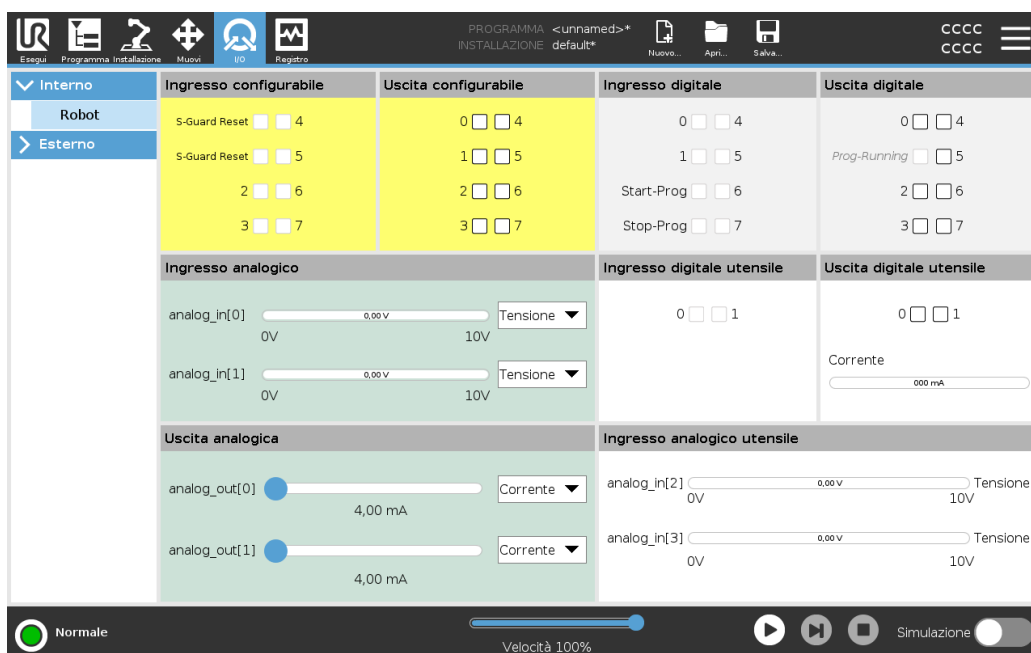 UR
PROGRAMMA <unnamed>*
INSTALLAZIONE default*
CCCC
CCCC
Esegui Programma Installazione Muovi I/O Registro
Nuovo... Apri... Salva...
Interno
Robot
Esterno
Ingresso configurabile Uscita configurabile Ingresso digitale Uscita digitale
S-Guard Reset 4 0 4 0 4 0 4
S-Guard Reset 5 1 5 1 5 Prog-Running 5
2 6 2 6 Start-Prog 6 2 6
3 7 3 7 Stop-Prog 7 3 7
Ingresso analogico
analog_in[0] 0,00 V Tensione
0V 10V
analog_in[1] 0,00 V Tensione
0V 10V
Ingresso digitale utensile
0 1
Uscita digitale utensile
0 1
Corrente
000 mA
Uscita analogica
analog_out[0] Corrente
4,00 mA
analog_out[1] Corrente
4,00 mA
Ingresso analogico utensile
analog_in[2] 0,00 V Tensione
0V 10V
analog_in[3] 0,00 V Tensione
0V 10V
Normale
Velocità 100%
Simulazione